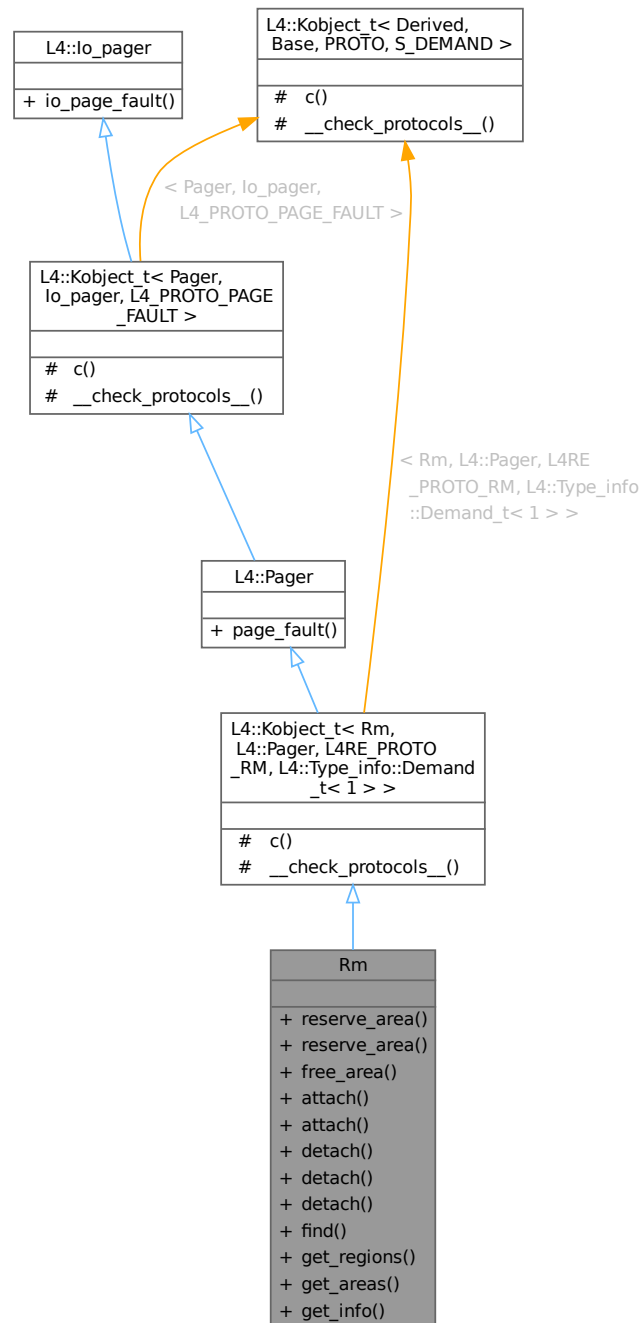 L4::Io_pager
+ io_page_fault()
L4::Kobject_t< Derived,
Base, PROTO, S_DEMAND >
# c()
# __check_protocols__()
< Pager, Io_pager,
L4_PROTO_PAGE_FAULT >
L4::Kobject_t< Pager,
Io_pager, L4_PROTO_PAGE
_FAULT >
# c()
# __check_protocols__()
< Rm, L4::Pager, L4RE
_PROTO_RM, L4::Type_info
::Demand_t< 1 > >
L4::Pager
+ page_fault()
L4::Kobject_t< Rm,
L4::Pager, L4RE_PROTO
_RM, L4::Type_info::Demand
_t< 1 > >
# c()
# __check_protocols__()
Rm
+ reserve_area()
+ reserve_area()
+ free_area()
+ attach()
+ attach()
+ detach()
+ detach()
+ detach()
+ find()
+ get_regions()
+ get_areas()
+ get_info()